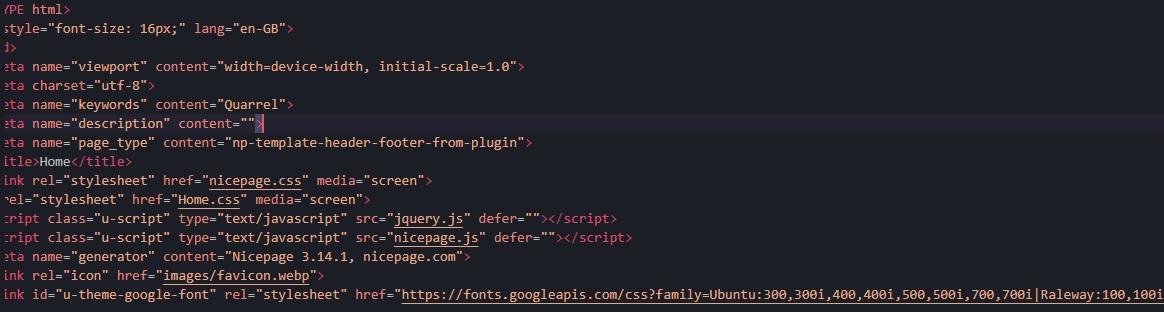 YPE html>
style="font-size: 16px;" lang="en-GB">
d>
eta name="viewport" content="width=device-width, initial-scale=1.0">
eta charset="utf-8">
eta name="keywords" content="Quarrel">
eta name="description" content="">
eta name="page_type" content="np-template-header-footer-from-plugin">
itle>Home</title>
ink rel="stylesheet" href="nicepage.css" media="screen">
rel="stylesheet" href="Home.css" media="screen">
cript class="u-script" type="text/javascript" src="jquery.js" defer=""></script>
cript class="u-script" type="text/javascript" src="nicepage.js" defer=""></script>
eta name="generator" content="Nicepage 3.14.1, nicepage.com">
ink rel="icon" href="images/favicon.webp">
ink id="u-theme-google-font" rel="stylesheet" href="https://fonts.googleapis.com/css?family=Ubuntu:300,300i,400,400i,500,500i,700,700i|Raleway:100,100i